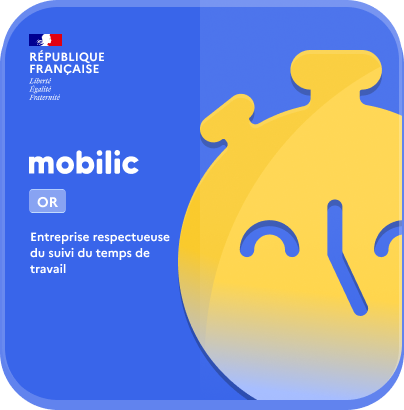 RÉPUBLIQUE
FRANÇAISE
Liberté
Égalité
Fraternité
mobilic
OR
Entreprise respectueuse
du suivi du temps de
travail